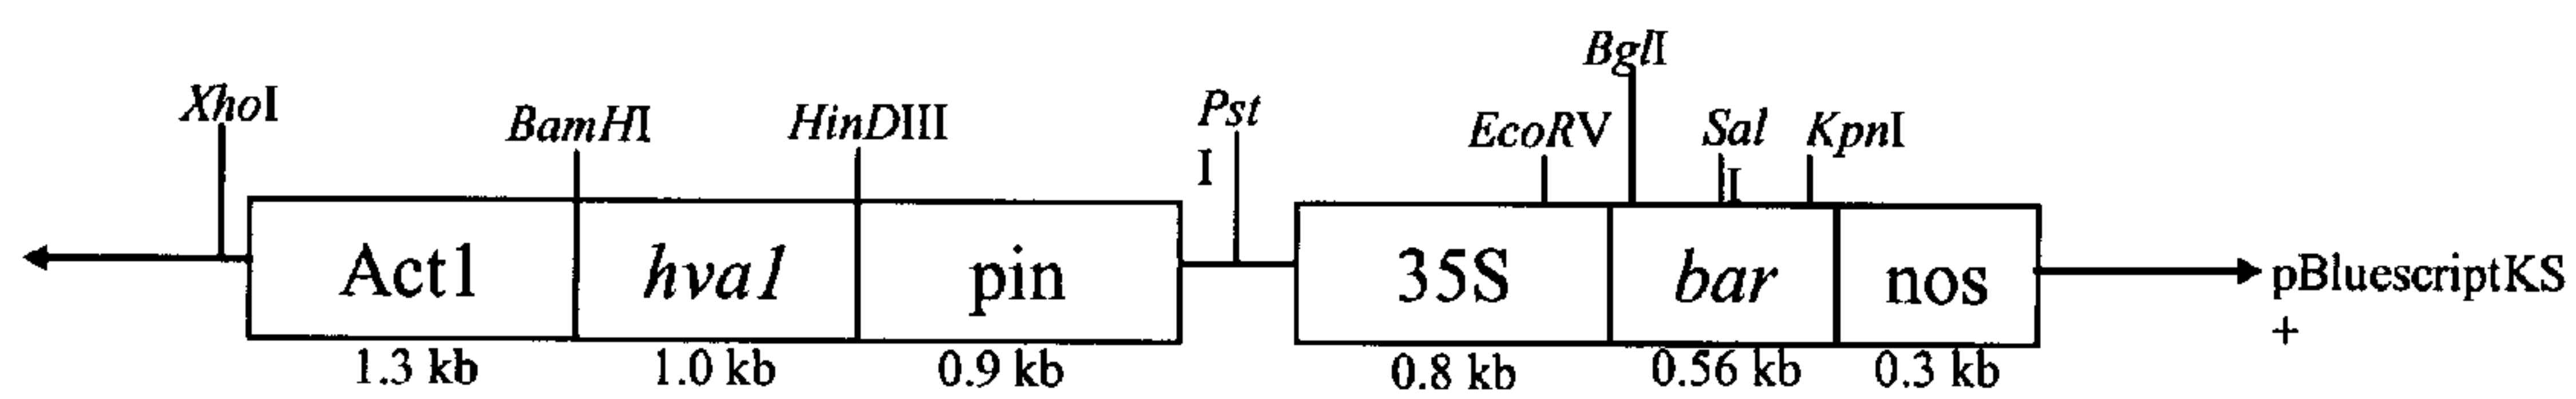 BglI
XhoI
BamHI
HinDIII
Pst
I
EcoRV
Sal
I
KpnI
Act1
hva1
pin
35S
bar
nos
pBluescriptKS
+
1.3 kb
1.0 kb
0.9 kb
0.8 kb
0.56 kb
0.3 kb